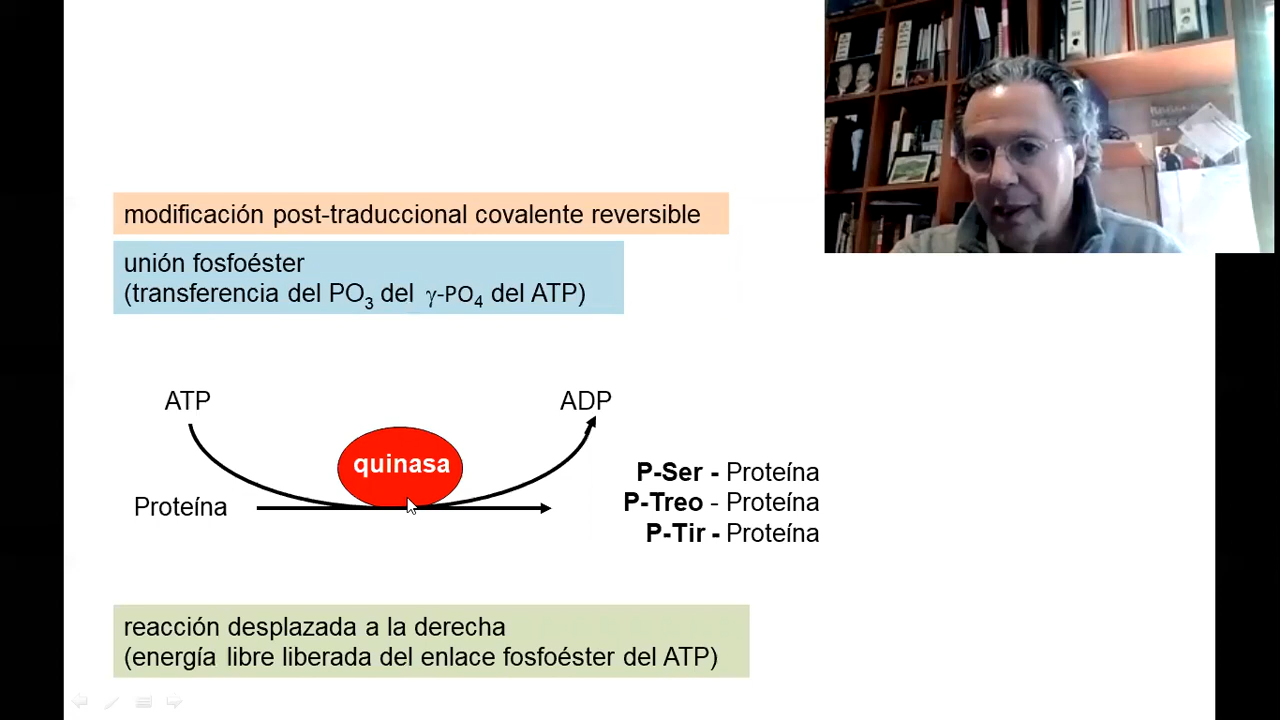 modificación post-traduccional covalente reversible
unión fosfoéster
(transferencia del PO3 del γ-PO4 del ATP)
ATP
ADP
quinasa
Proteína
P-Ser - Proteína
P-Treo - Proteína
P-Tir - Proteína
reacción desplazada a la derecha
(energía libre liberada del enlace fosfoéster del ATP)